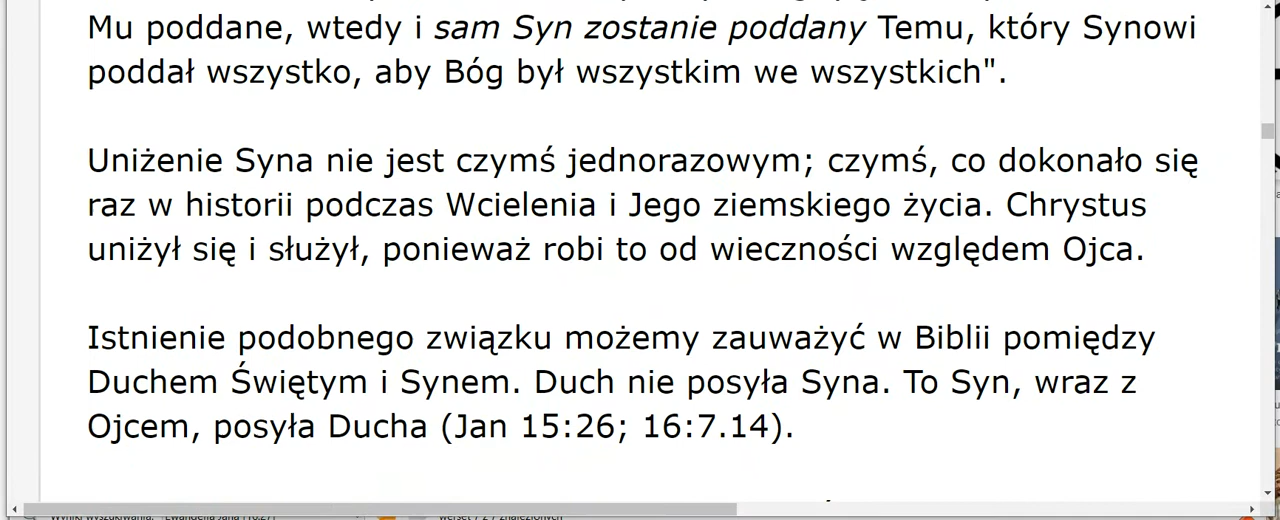 Mu poddane, wtedy i sam Syn zostanie poddany Temu, który Synowi
poddał wszystko, aby Bóg był wszystkim we wszystkich".
Uniżenie Syna nie jest czymś jednorazowym; czymś, co dokonało się
raz w historii podczas Wcielenia i Jego ziemskiego życia. Chrystus
uniżył się i służył, ponieważ robi to od wieczności względem Ojca.
Istnienie podobnego związku możemy zauważyć w Biblii pomiędzy
Duchem Świętym i Synem. Duch nie posyła Syna. To Syn, wraz z
Ojcem, posyła Ducha (Jan 15:26; 16:7.14).